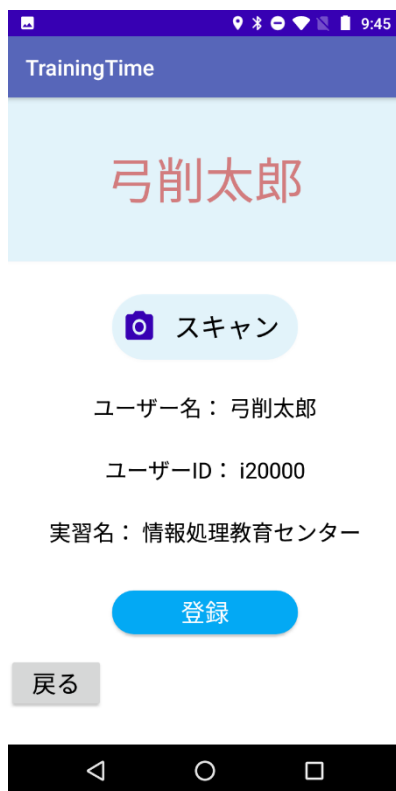 9:45
TrainingTime
弓削太郎
スキャン
ユーザー名： 弓削太郎
ユーザーID： i20000
実習名： 情報処理教育センター
登録
戻る